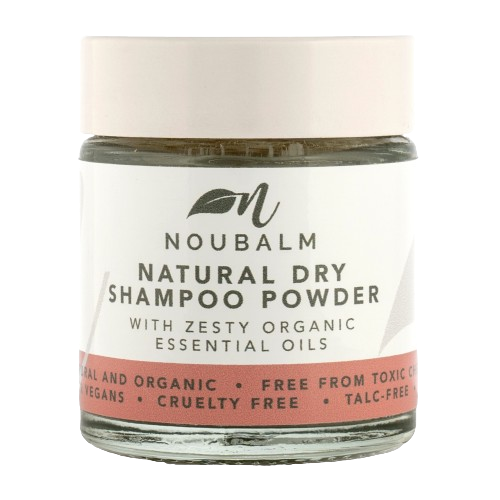 n
NOUBALM
NATURAL DRY
SHAMPOO POWDER
WITH ZESTY ORGANIC
ESSENTIAL OILS
AND ORGANIC • FREE FROM TOXIC
VEGANS • CRUELTY FREE • TALC-FREE •